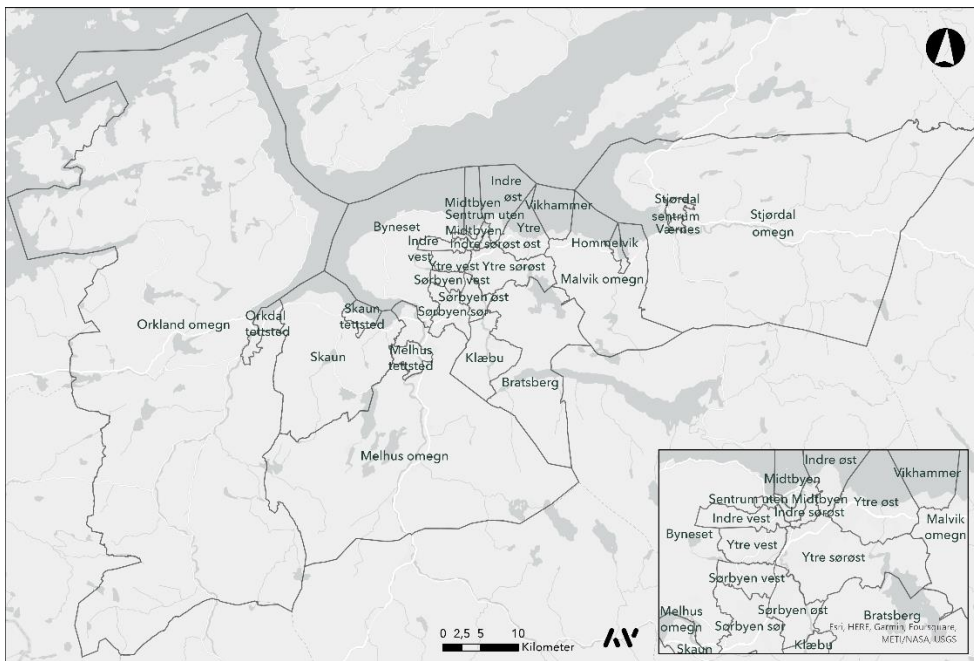 Indre
øst
Midtbyen
Vikhammer
Sentrum uten
Midtbyen
Ytre
Indre sørøst øst
Byneset
Indre
vest
Ytre vest Ytre sørøst
Sørbyen vest
Sørbyen øst
Sørbyen sør
Hommelvik
Malvik omegn
Stjørdal
sentrum
Værnes
Stjørdal
omegn
Orkland omegn
Orkdal
tettsted
Skaun
tettsted
Skaun
Melhus
tettsted
Klæbu
Bratsberg
Melhus omegn
0 2,5 5 10
Kilometer
Indre øst
Midtbyen
Vikhammer
Sentrum uten Midtbyen
Ytre øst
Indre vest
Indre sørøst
Malvik
omegn
Byneset
Ytre vest
Ytre sørøst
Sørbyen vest
Melhus
omegn
Sørbyen øst
Bratsberg
Sørbyen sør
Skaun
Klæbu
Esri, HERE, Garmin, Foursquare,
METI/NASA, USGS